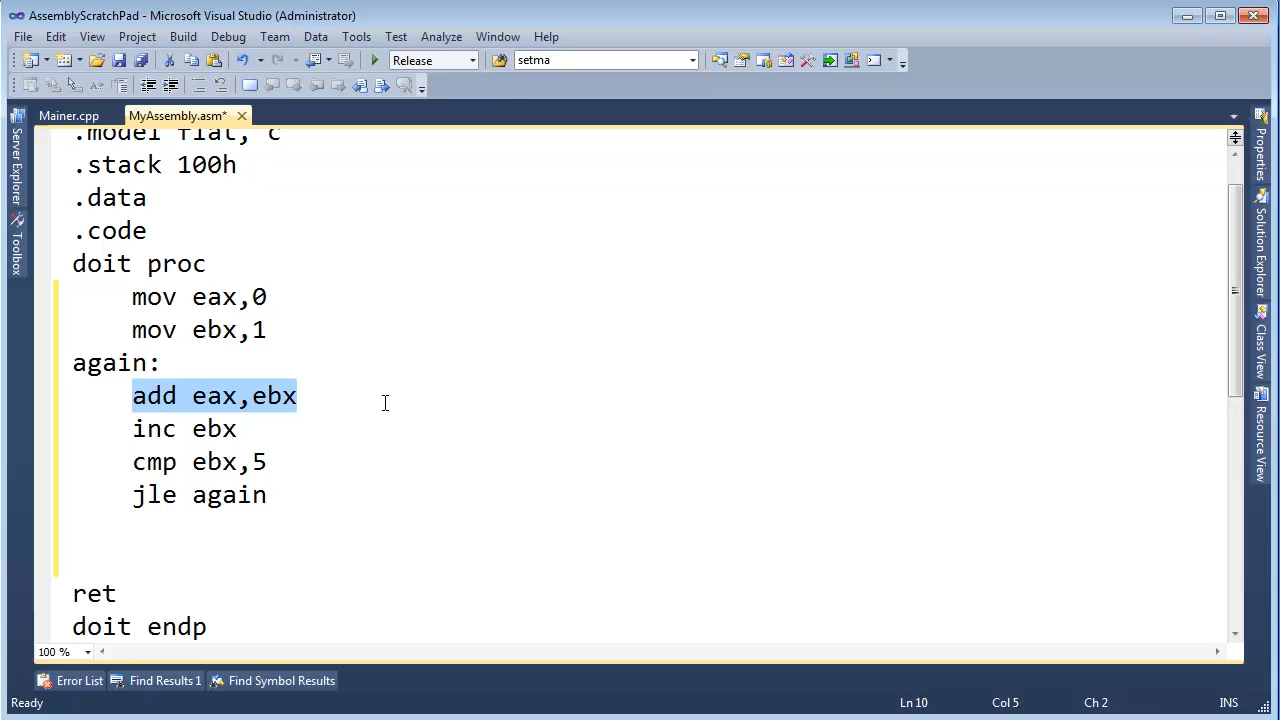 AssemblyScratchPad - Microsoft Visual Studio (Administrator)
File Edit View Project Build Debug Team Data Tools Test Analyze Window Help
Release setma
Mainer.cpp MyAssembly.asm*
Server Explorer
Toolbox
.model flat, c
.stack 100h
.data
.code
doit proc
mov eax,0
mov ebx,1
again:
add eax,ebx
inc ebx
cmp ebx,5
jle again
ret
doit endp
Properties
Solution Explorer
Class View
Resource View
100 %
Error List Find Results 1 Find Symbol Results
Ready Ln 10 Col 5 Ch 2 INS